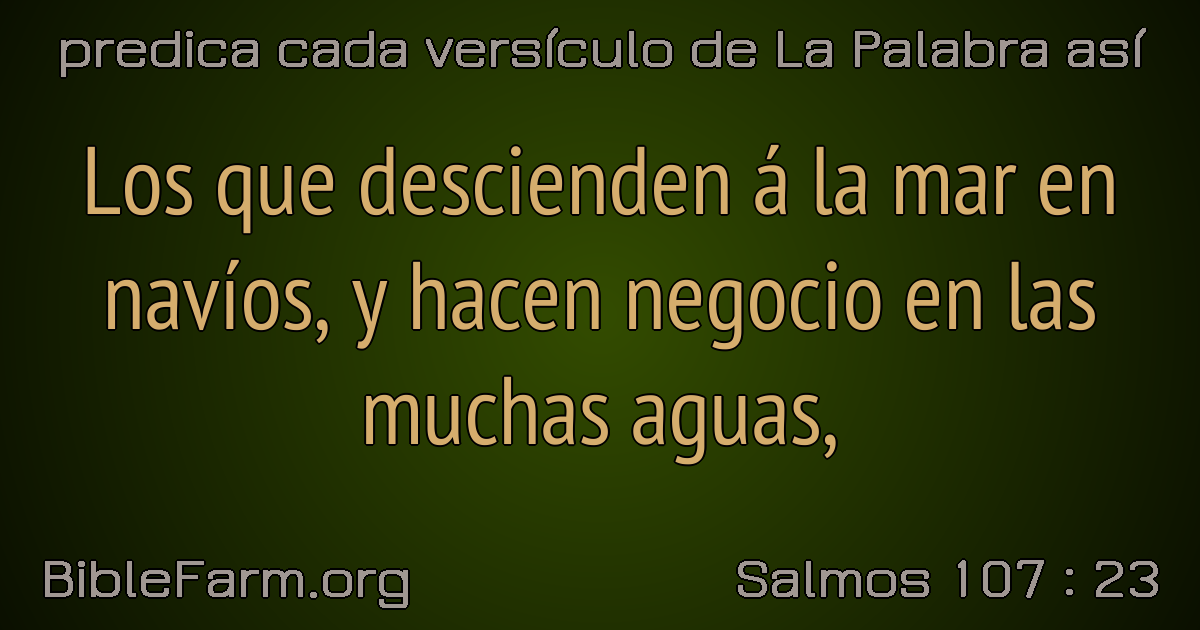 predica cada versículo de La Palabra así
Los que descienden á la mar en
navíos, y hacen negocio en las
muchas aguas,
BibleFarm.org
Salmos 107 : 23